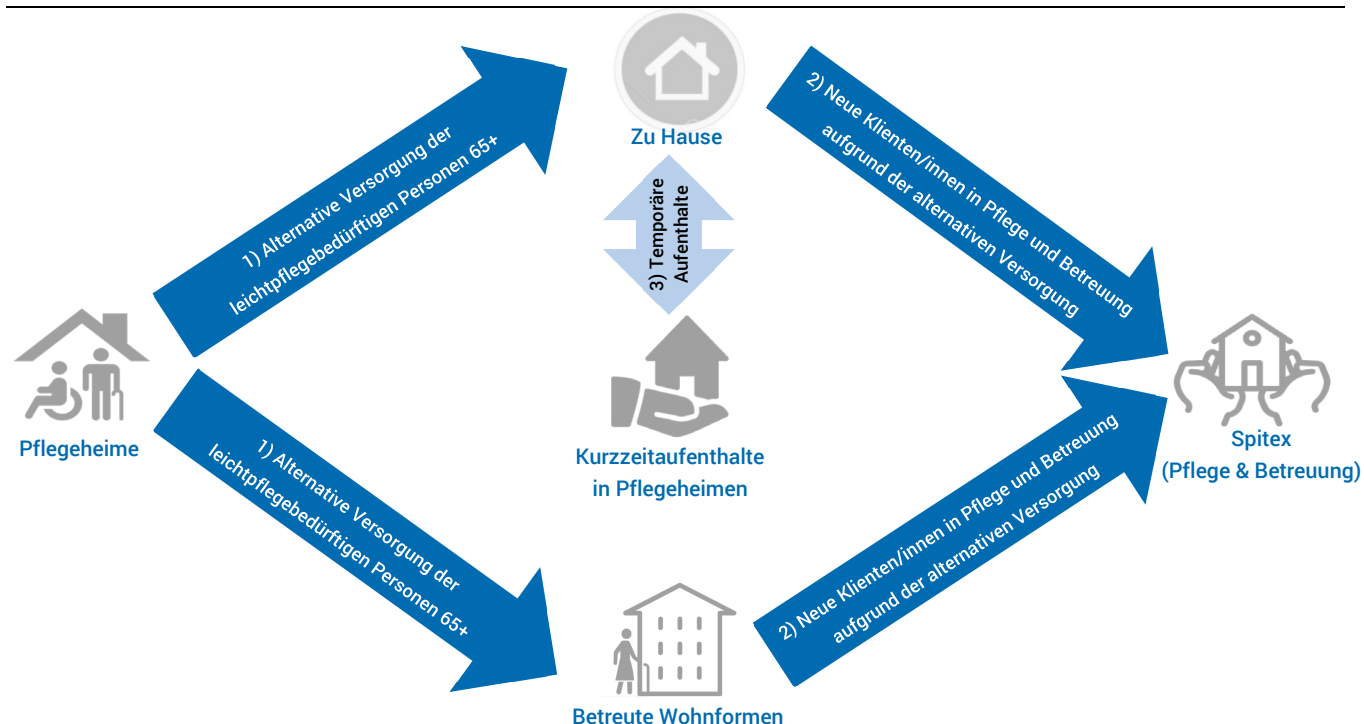 Zu Hause
1) Alternative Versorgung der
leichtpflegebedürftigen Personen 65+
2) Neue Klienten/innen in Pflege und Betreuung
aufgrund der alternativen Versorgung
3) Temporäre
Aufenthalte
Pflegeheime
Kurzzeitaufenthalte
in Pflegeheimen
Spitex
(Pflege & Betreuung)
1) Alternative Versorgung der
leichtpflegebedürftigen Personen 65+
2) Neue Klienten/innen in Pflege und Betreuung
aufgrund der alternativen Versorgung
Betreute Wohnformen